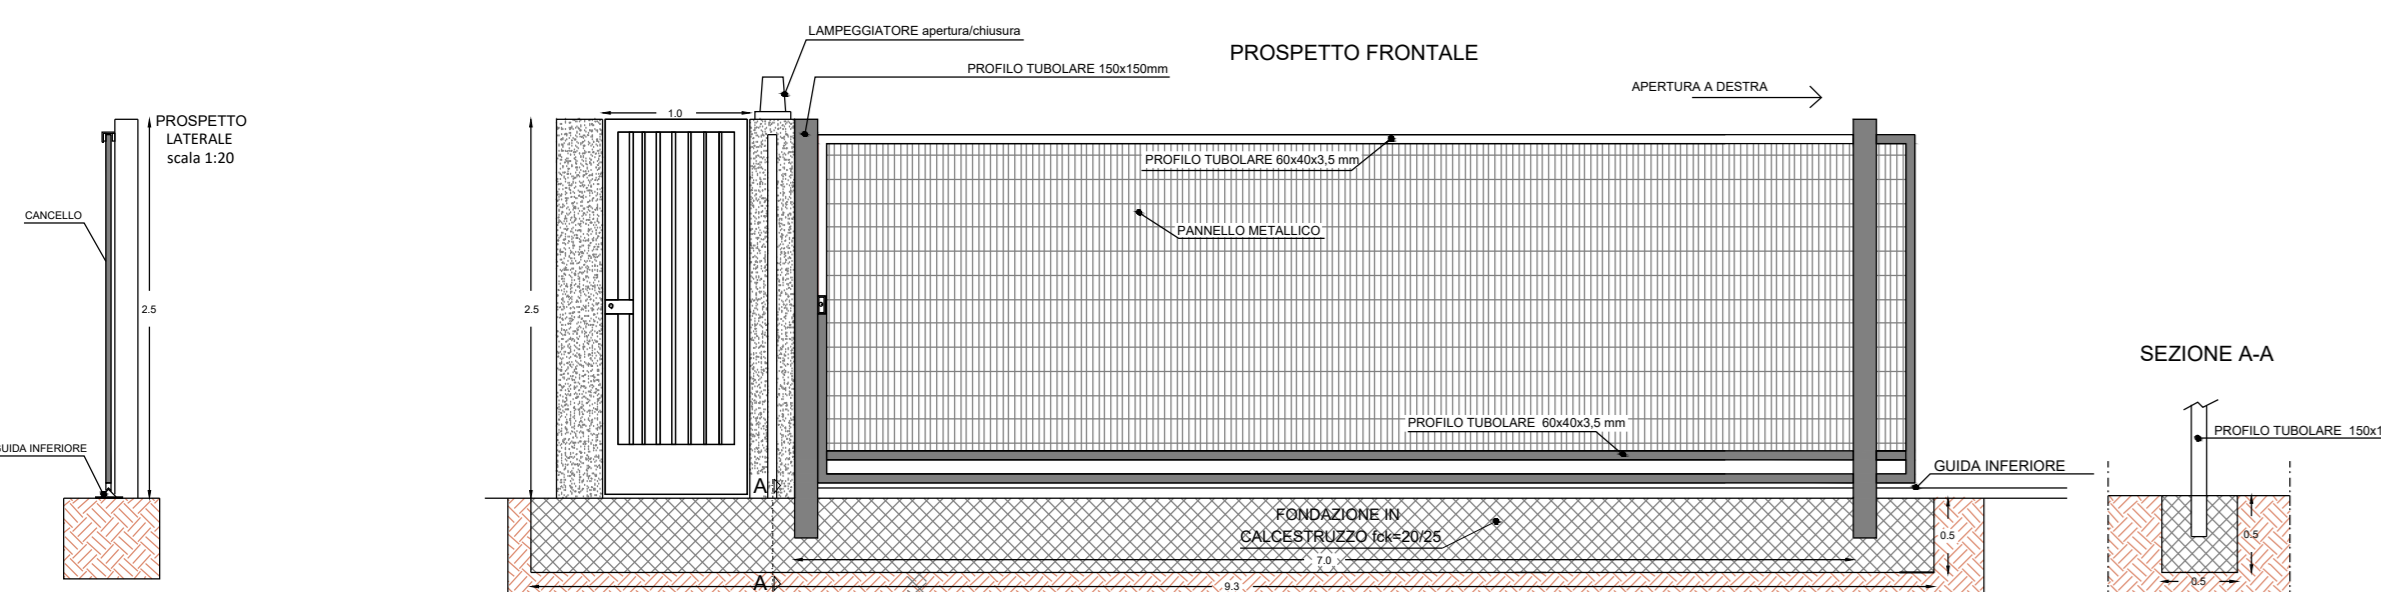 LAMPEGGIATORE apertura/chiusura
PROSPETTO FRONTALE
PROFILO TUBOLARE 150x150mm
APERTURA A DESTRA
1.0
PROSPETTO
LATERALE
scala 1:20
PROFILO TUBOLARE 60x40x3,5 mm
CANCELLO
PANNELLO METALLICO
2.5
2.5
SEZIONE A-A
PROFILO TUBOLARE 60x40x3,5 mm
PROFILO TUBOLARE 150x1
GUIDA INFERIORE
GUIDA INFERIORE
A
FONDAZIONE IN
CALCESTRUZZO fck=20/25
0.5
0.5
7.0
A
9.3
0.5